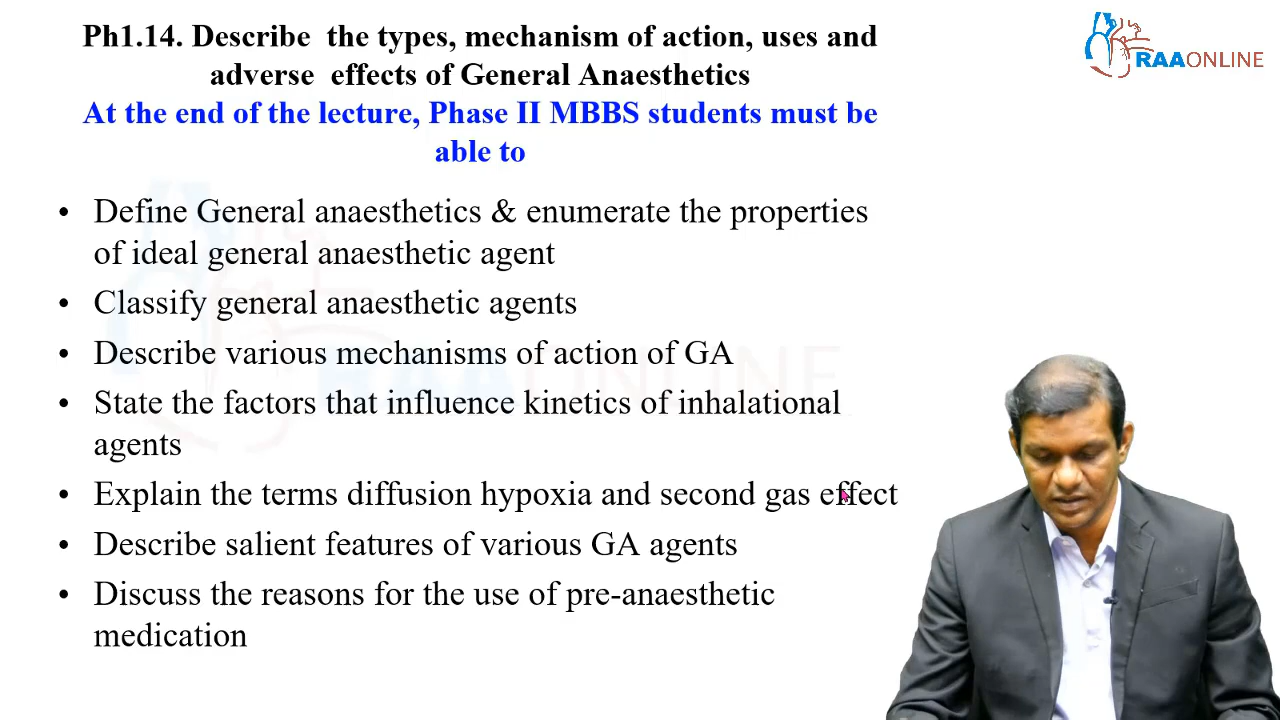 Ph1.14. Describe the types, mechanism of action, uses and
adverse effects of General Anaesthetics
At the end of the lecture, Phase II MBBS students must be
able to
RAAONLINE
• Define General anaesthetics & enumerate the properties
of ideal general anaesthetic agent
• Classify general anaesthetic agents
• Describe various mechanisms of action of GA
• State the factors that influence kinetics of inhalational
agents
• Explain the terms diffusion hypoxia and second gas effect
• Describe salient features of various GA agents
• Discuss the reasons for the use of pre-anaesthetic
medication
RAAONLINE